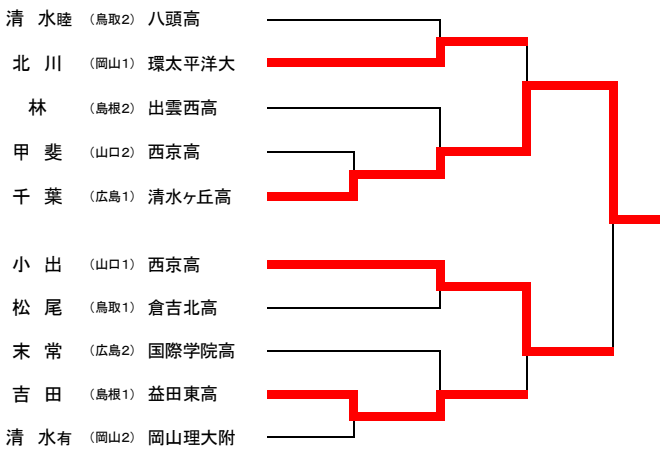 清 水睦 （鳥取2） 八頭高
北 川 （岡山1） 環太平洋大
林 （島根2） 出雲西高
甲 斐 （山口2） 西京高
千 葉 （広島1） 清水ヶ丘高
小 出 （山口1） 西京高
松 尾 （鳥取1） 倉吉北高
末 常 （広島2） 国際学院高
吉 田 （島根1） 益田東高
清 水有 （岡山2） 岡山理大附